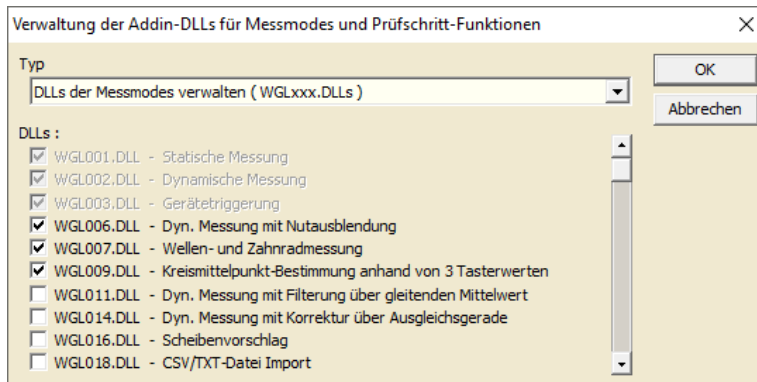 Verwaltung der Addin-DLLs für Messmodes und Prüfschritt-Funktionen
Typ
DLLs der Messmodes verwalten ( WGLxxx.DLLs )
OK
Abbrechen
DLLs :
WGL001.DLL - Statische Messung
WGL002.DLL - Dynamische Messung
WGL003.DLL - Gerätetriggerung
WGL006.DLL - Dyn. Messung mit Nutausblendung
WGL007.DLL - Wellen- und Zahnradmessung
WGL009.DLL - Kreismittelpunkt-Bestimmung anhand von 3 Tasterwerten
WGL011.DLL - Dyn. Messung mit Filterung über gleitenden Mittelwert
WGL014.DLL - Dyn. Messung mit Korrektur über Ausgleichsgerade
WGL016.DLL - Scheibenvorschlag
WGL018.DLL - CSV/TXT-Datei Import